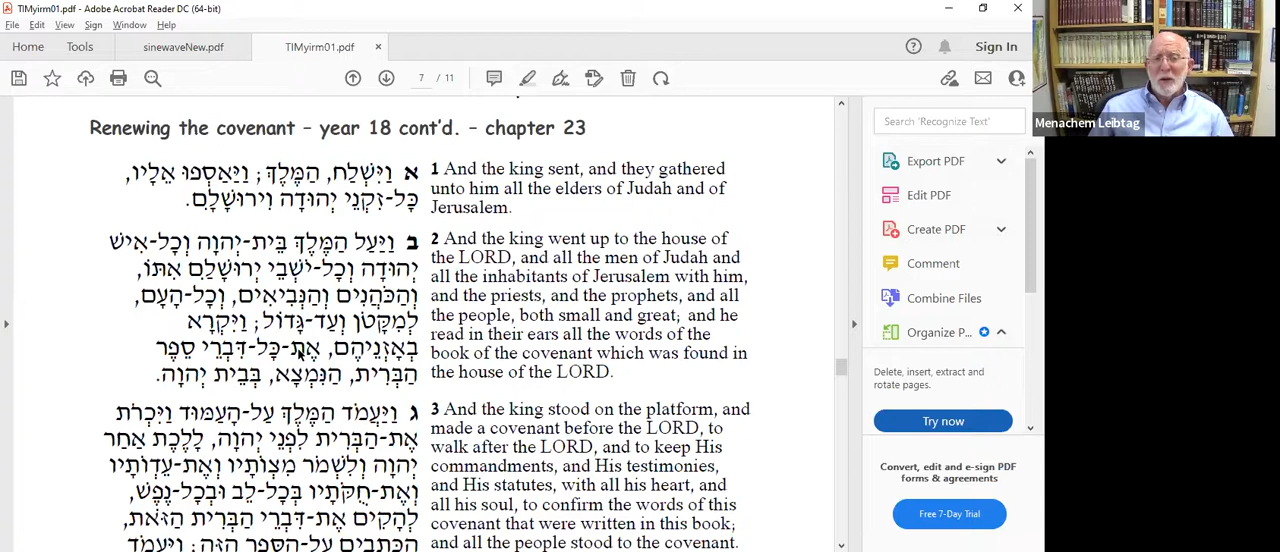 TIMyirm01.pdf - Adobe Acrobat Reader DC (64-bit)
File Edit View Sign Window Help
Home Tools sinewaveNew.pdf TIMyirm01.pdf × Sign In
7 / 11
Renewing the covenant – year 18 cont'd. – chapter 23
א וַיִּשְׁלַח, הַמֶּלֶךְ; וַיַּאַסְפוּ אֵלָיו,
כָּל-זִקְנֵי יְהוּדָה וִירוּשָׁלִָם.
1 And the king sent, and they gathered
unto him all the elders of Judah and of
Jerusalem.
ב וַיַּעַל הַמֶּלֶךְ בֵּית-יְהוָה וְכָל-אִישׁ
יְהוּדָה וְכָל-יֹשְׁבֵי יְרוּשָׁלִַם אִתּוֹ,
וְהַכֹּהֲנִים וְהַנְּבִיאִים, וְכָל-הָעָם,
לְמִקָּטֹן וְעַד-גָּדוֹל; וַיִּקְרָא
בְאָזְנֵיהֶם, אֶת-כָּל-דִּבְרֵי סֵפֶר
הַבְּרִית, הַנִּמְצָא, בְּבֵית יְהוָה.
2 And the king went up to the house of
the LORD, and all the men of Judah and
all the inhabitants of Jerusalem with him,
and the priests, and the prophets, and all
the people, both small and great; and he
read in their ears all the words of the
book of the covenant which was found in
the house of the LORD.
ג וַיַּעֲמֹד הַמֶּלֶךְ עַל-הָעַמּוּד וַיִּכְרֹת
אֶת-הַבְּרִית לִפְנֵי יְהוָה, לָלֶכֶת אַחַר
יְהוָה וְלִשְׁמֹר מִצְוֺתָיו וְאֶת-עֵדְוֺתָיו
וְאֶת-חֻקֹּתָיו בְּכָל-לֵב וּבְכָל-נֶפֶשׁ,
לְהָקִים אֶת-דִּבְרֵי הַבְּרִית הַזֹּאת,
הַכְּתֻבִים עַל-הַסֵּפֶר הַזֶּה; וַיַּעֲמֹד
3 And the king stood on the platform, and
made a covenant before the LORD, to
walk after the LORD, and to keep His
commandments, and His testimonies,
and His statutes, with all his heart, and
all his soul, to confirm the words of this
covenant that were written in this book;
and all the people stood to the covenant.
Search 'Recognize Text'
Export PDF
Edit PDF
Create PDF
Comment
Combine Files
Organize P...
Delete, insert, extract and
rotate pages.
Try now
Convert, edit and e-sign PDF
forms & agreements
Free 7-Day Trial
Menachem Leibtag